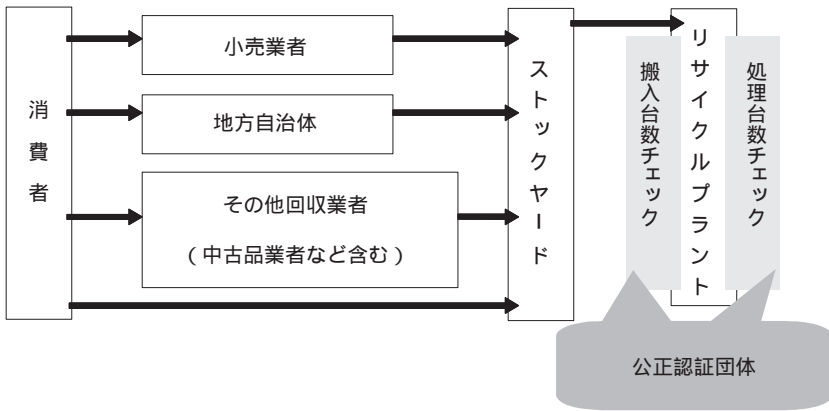 消費者
小売業者
地方自治体
その他回収業者
(中古品業者など含む)
ストックヤード
搬入台数チェック
リサイクルプラント
処理台数チェック
公正認証団体